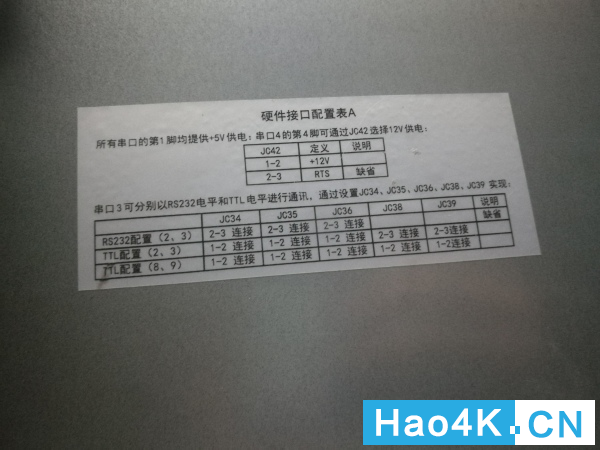 硬件接口配置表A
所有串口的第1脚均提供+5V供电；串口4的第4脚可通过JC42选择12V供电：
JC42 定义 说明
1-2 +12V
2-3 RTS 缺省
串口3可分别以RS232电平和TTL电平进行通讯，通过设置JC34、JC35、JC36、JC38、JC39 实现：
JC34 JC35 JC36 JC38 JC39 说明
RS232配置（2、3） 2-3 连接 2-3 连接 2-3 连接 缺省
TTL配置（2、3） 1-2 连接 1-2 连接 1-2 连接 2-3 连接 2-3连接
TTL配置（8、9） 1-2 连接 1-2 连接 1-2 连接 1-2 连接 1-2连接
Hao4K.CN